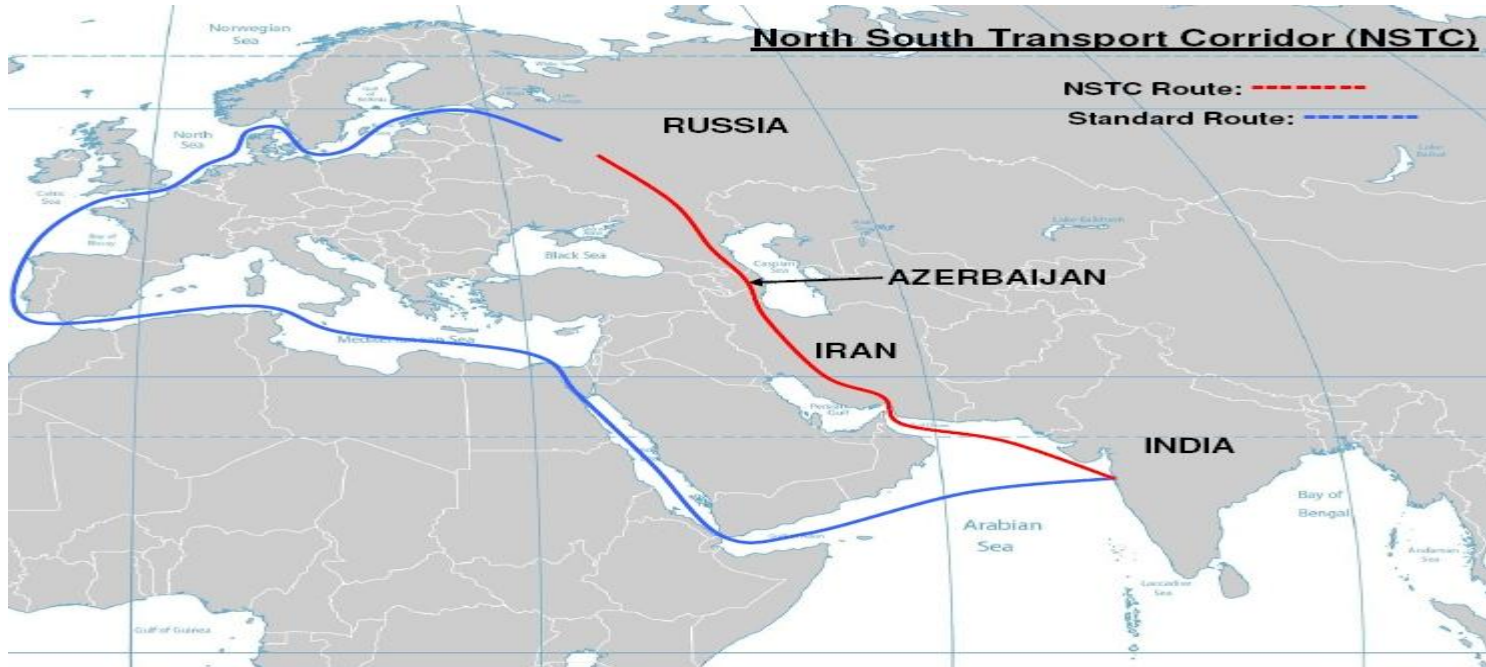 Norwegian
Sea
North South Transport Corridor (NSTC)
NSTC Route:
Standard Route:
RUSSIA
North
Sea
Celtic
Sea
Bay of
Biscay
Black Sea
Caspian
Sea
Lake Balkhash
Lake
Baikal
AZERBAIJAN
Mediterranean Sea
IRAN
Persian
Gulf
INDIA
Arabian
Sea
Bay of
Bengal
Andaman
Sea
Laccadive
Sea
Gulf of Guinea